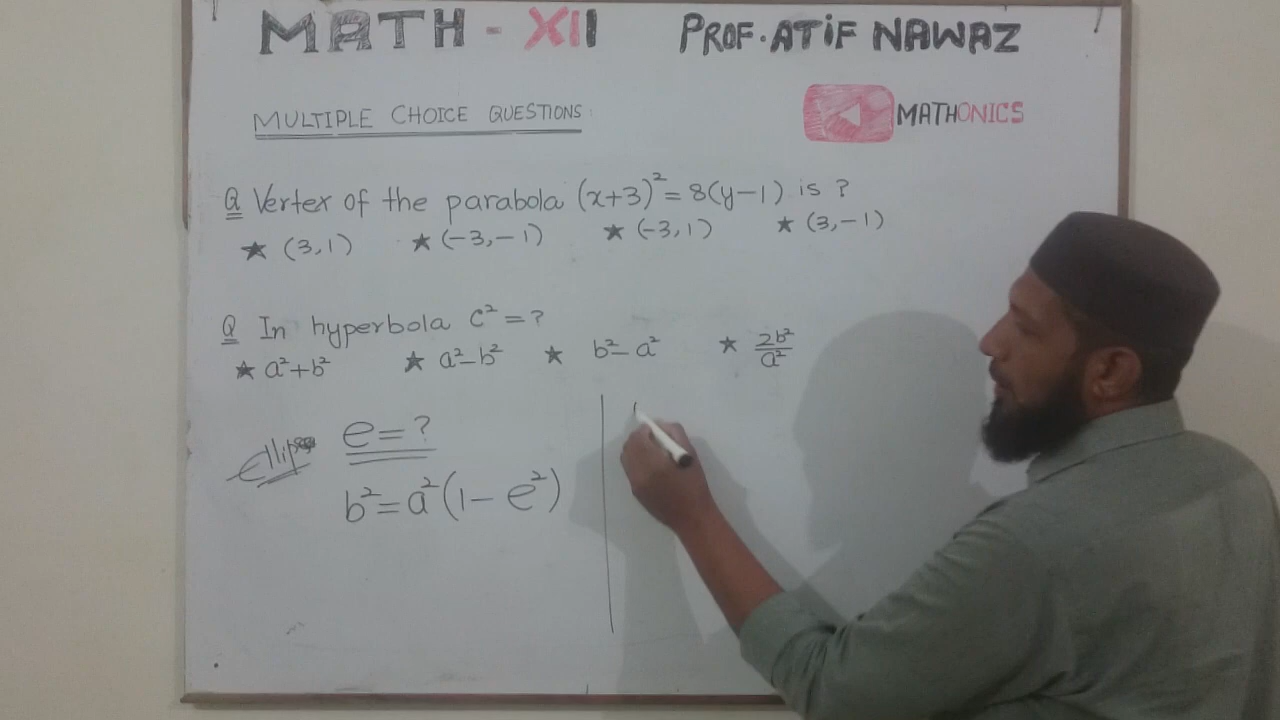 MATH - XII PROF. ATIF NAWAZ
MULTIPLE CHOICE QUESTIONS:
MATHONICS
Q Vertex of the parabola (x+3)² = 8(y-1) is ?
★ (3,1) ★ (-3,-1) ★ (-3,1) ★ (3,-1)
Q In hyperbola c² = ?
★ a²+b² ★ a²-b² ★ b²-a² ★ 2b²/a²
Ellipse e = ?
b² = a²(1 - e²)